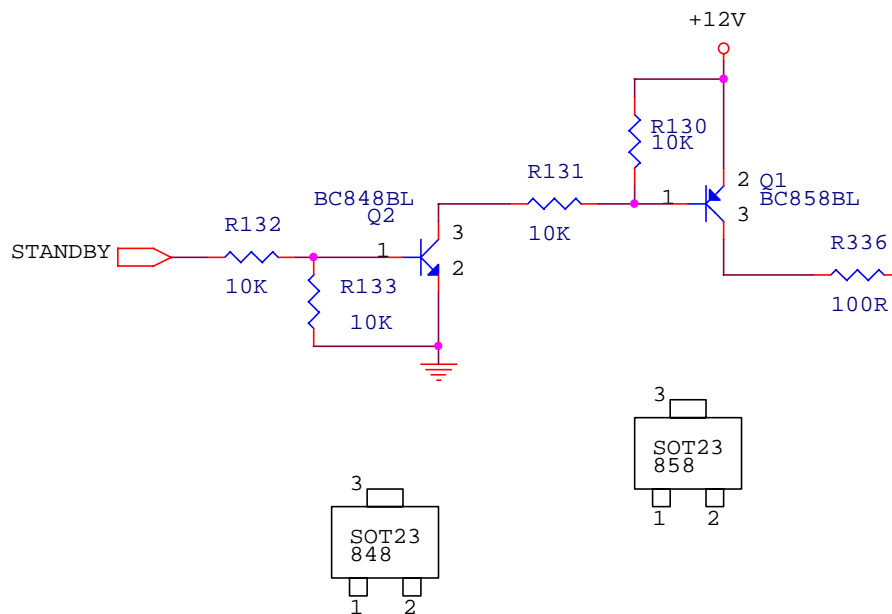 +12V
R130
10K
R131
10K
1
2
Q1
BC858BL
3
BC848BL
Q2
R132
10K
1
3
2
STANDBY
R133
10K
R336
100R
3
SOT23
858
1
2
3
SOT23
848
1
2